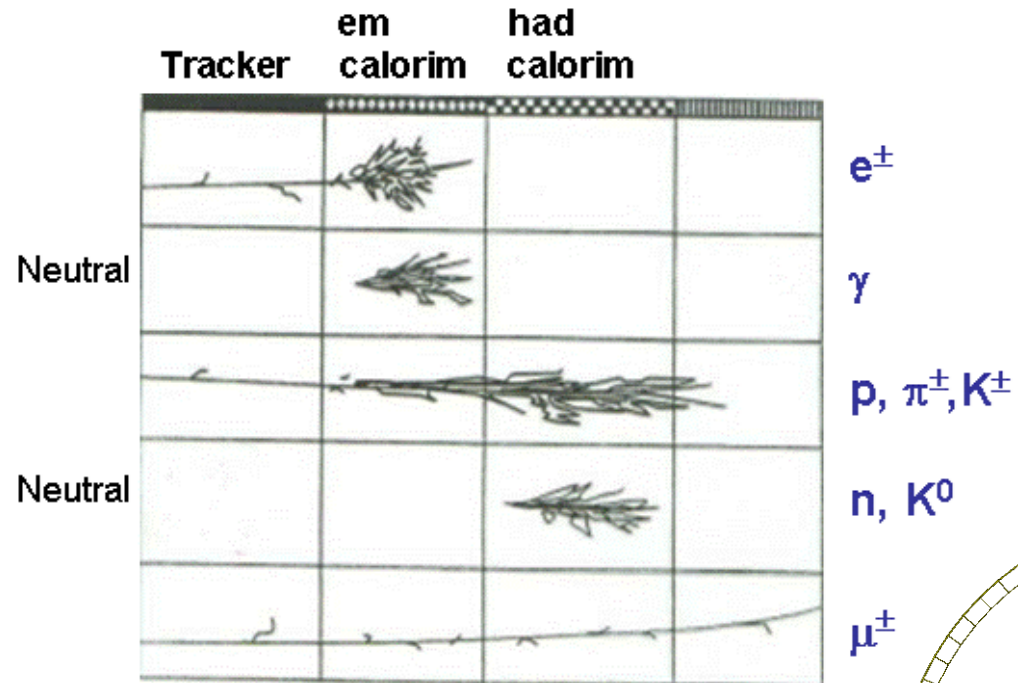 em had
Tracker calorim calorim
e±
Neutral γ
p, π±,K±
Neutral n, K⁰
μ±